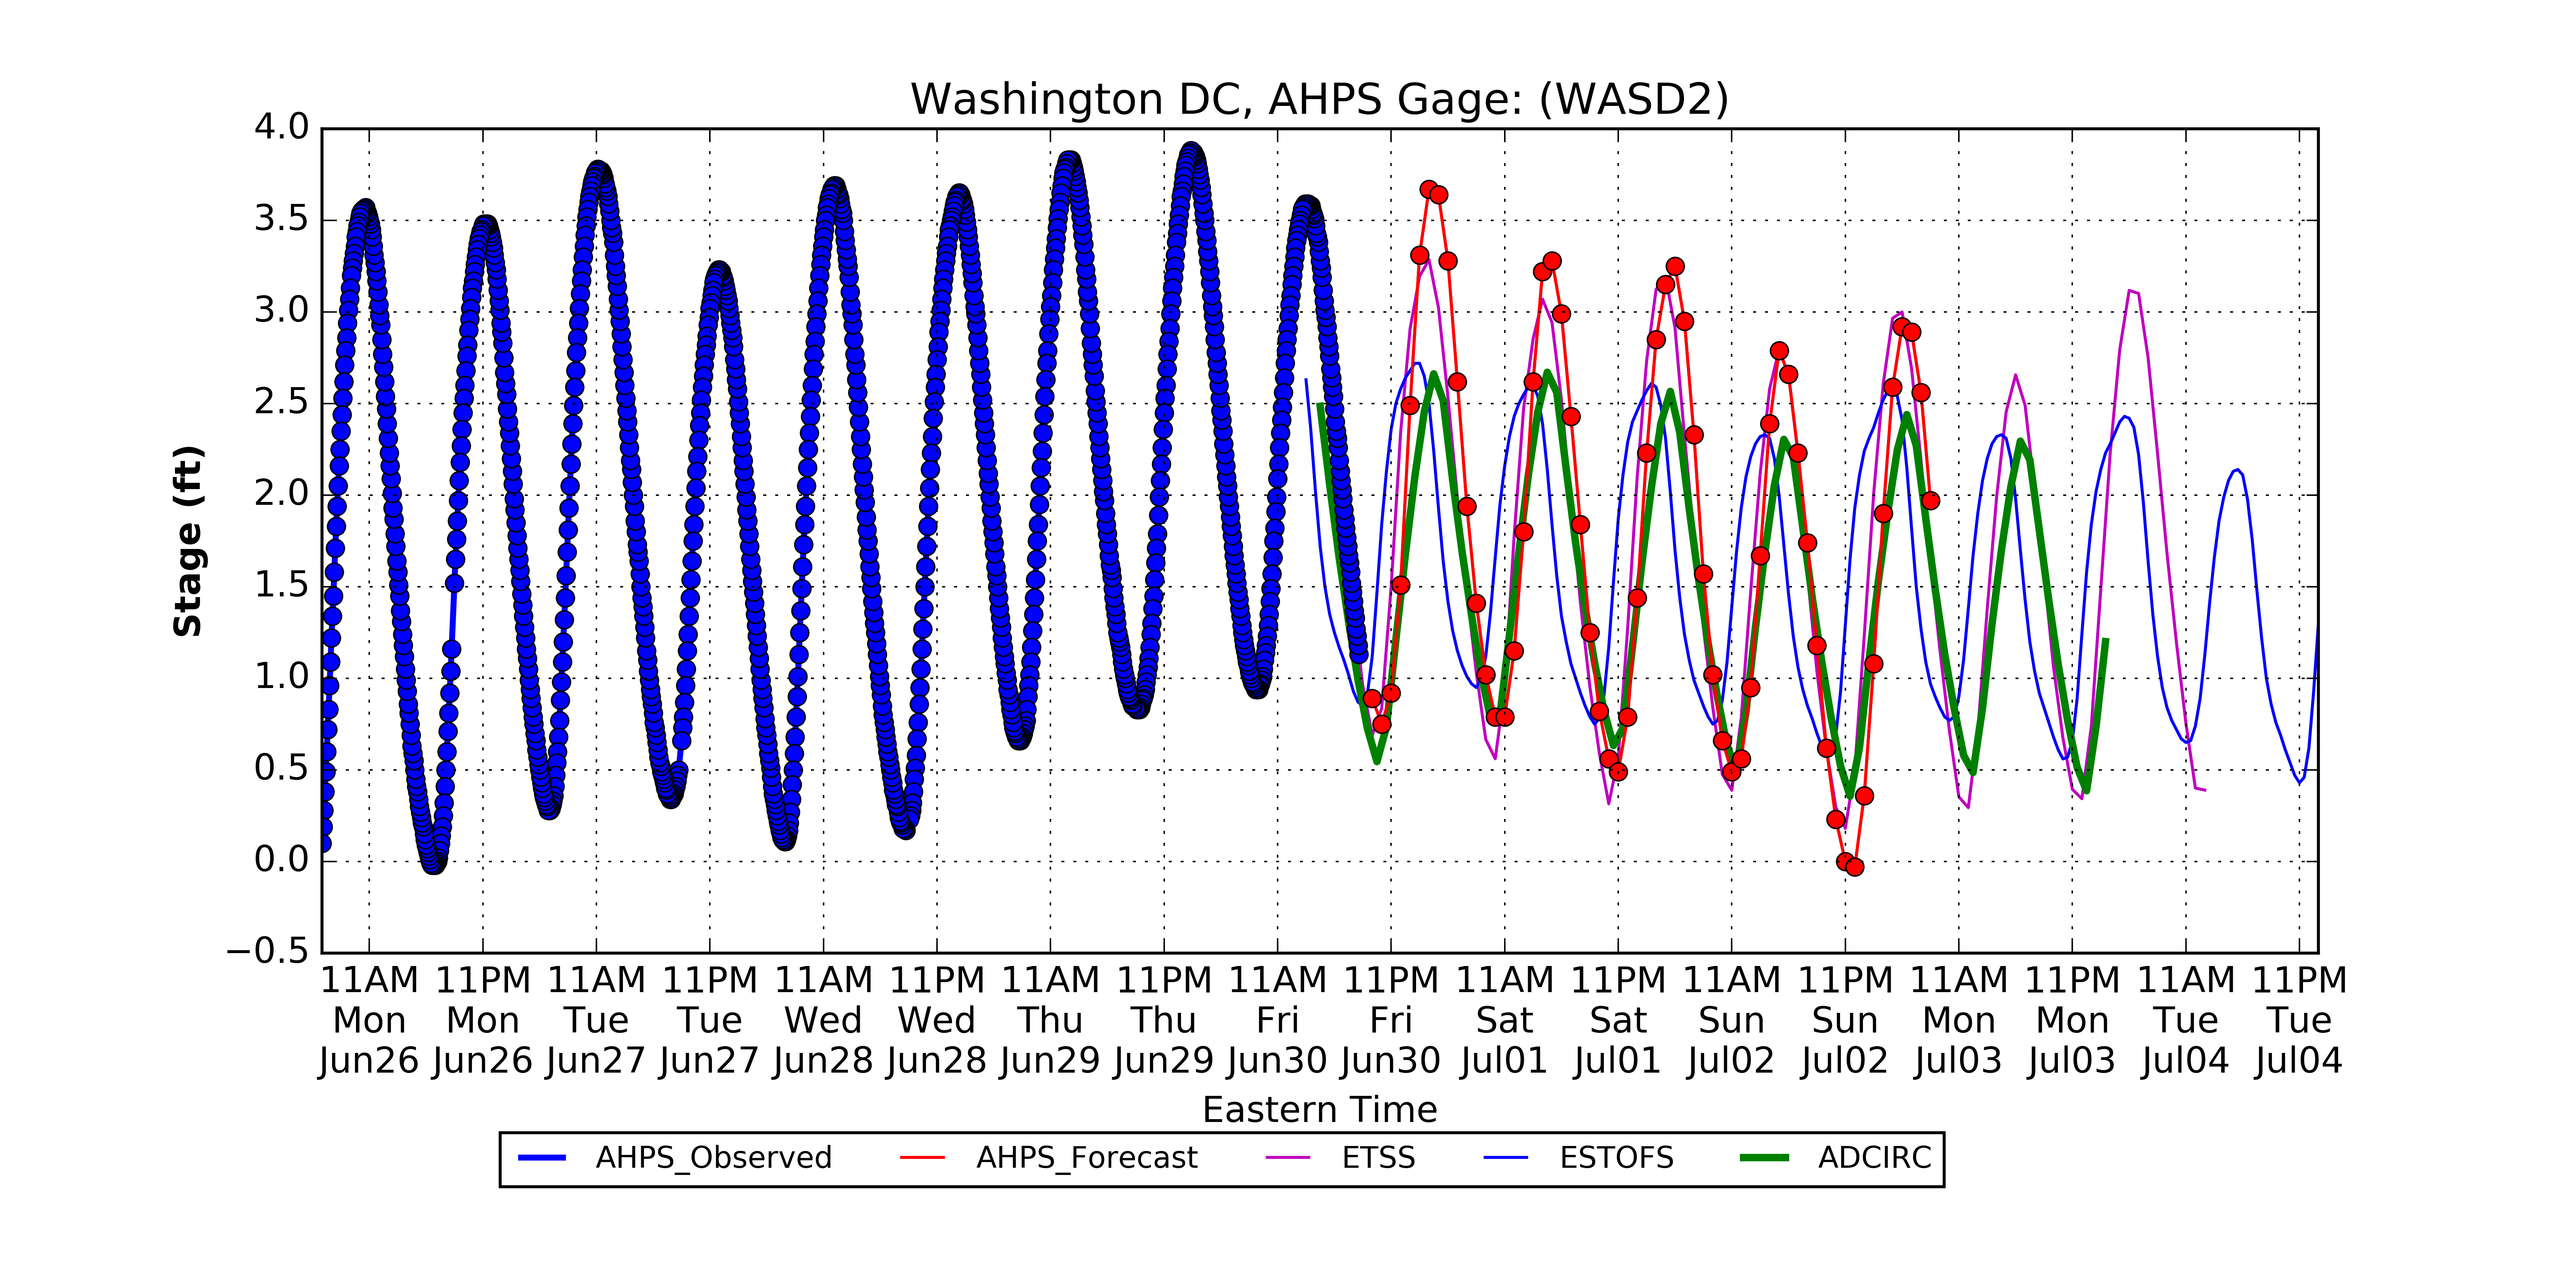 Washington DC, AHPS Gage: (WASD2)
4.0
3.5
3.0
2.5
2.0
1.5
1.0
0.5
0.0
−0.5
Stage (ft)
11AM 11PM 11AM 11PM 11AM 11PM 11AM 11PM 11AM 11PM 11AM 11PM 11AM 11PM 11AM 11PM 11AM 11PM
Mon Mon Tue Tue Wed Wed Thu Thu Fri Fri Sat Sat Sun Sun Mon Mon Tue Tue
Jun26 Jun26 Jun27 Jun27 Jun28 Jun28 Jun29 Jun29 Jun30 Jun30 Jul01 Jul01 Jul02 Jul02 Jul03 Jul03 Jul04 Jul04
Eastern Time
AHPS_Observed AHPS_Forecast ETSS ESTOFS ADCIRC